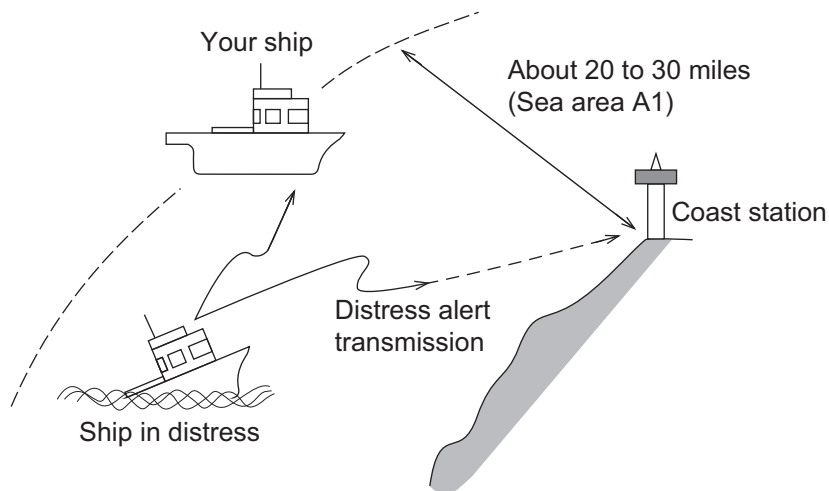 Your ship
About 20 to 30 miles
(Sea area A1)
Coast station
Distress alert
transmission
Ship in distress